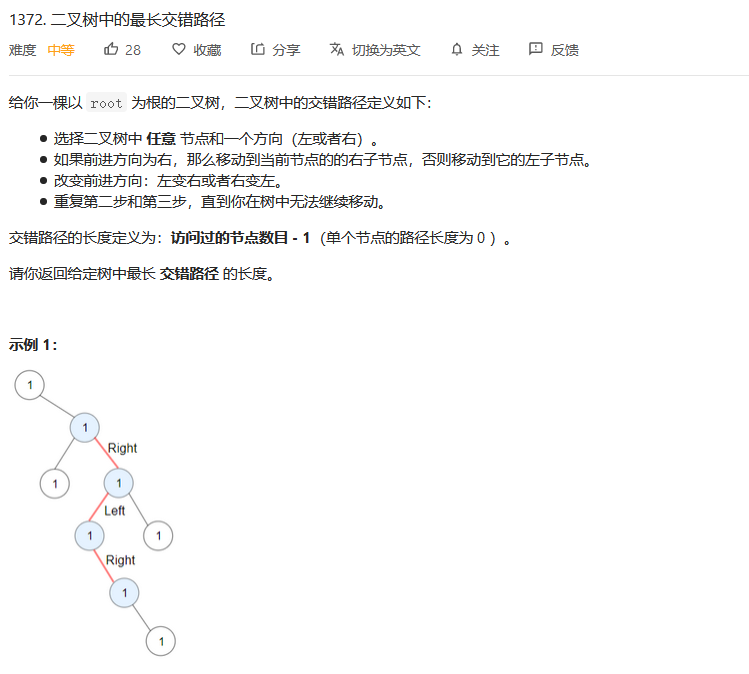 1372. 二叉树中的最长交错路径
难度 中等 28 收藏 分享 切换为英文 关注 反馈
给你一棵以 root 为根的二叉树，二叉树中的交错路径定义如下：
选择二叉树中 任意 节点和一个方向（左或者右）。
如果前进方向为右，那么移动到当前节点的的右子节点，否则移动到它的左子节点。
改变前进方向：左变右或者右变左。
重复第二步和第三步，直到你在树中无法继续移动。
交错路径的长度定义为：访问过的节点数目 - 1（单个节点的路径长度为 0 ）。
请你返回给定树中最长 交错路径 的长度。
示例 1：
1
1
Right
1 1
Left
1 1
Right
1
1